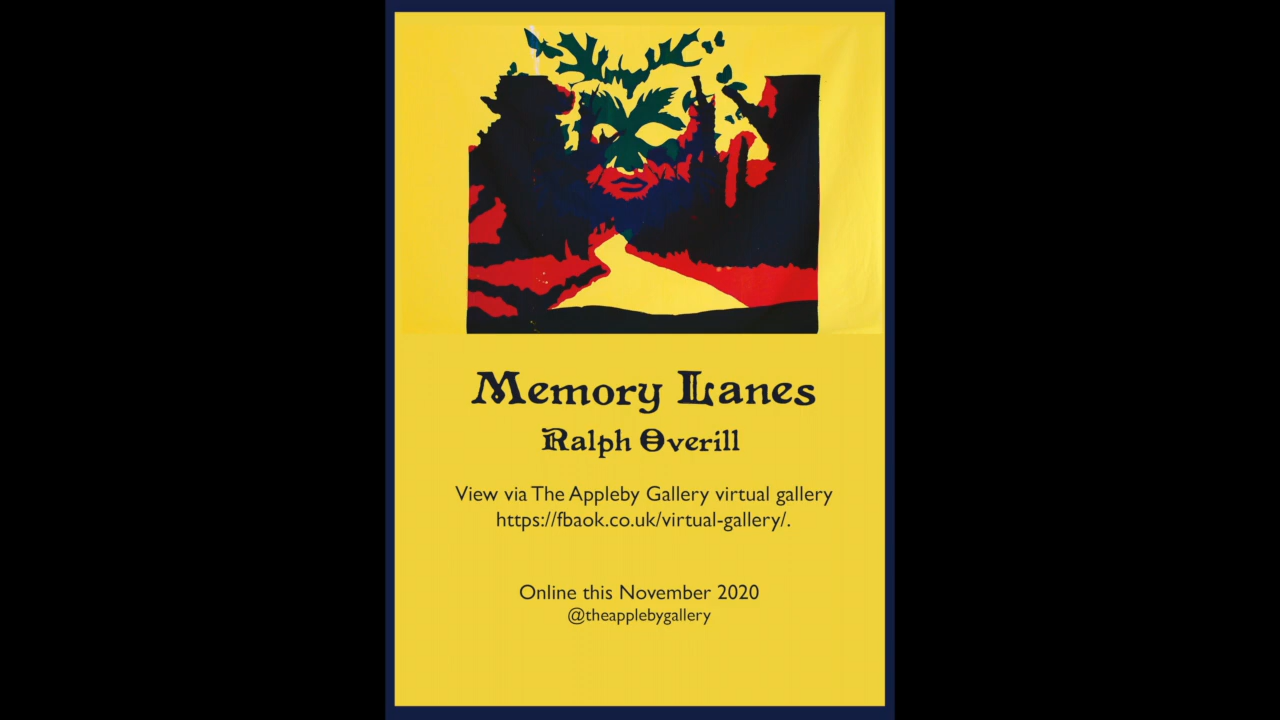 Memory Lanes
Ralph Overill
View via The Appleby Gallery virtual gallery
https://fbaok.co.uk/virtual-gallery/.
Online this November 2020
@theapplebygallery